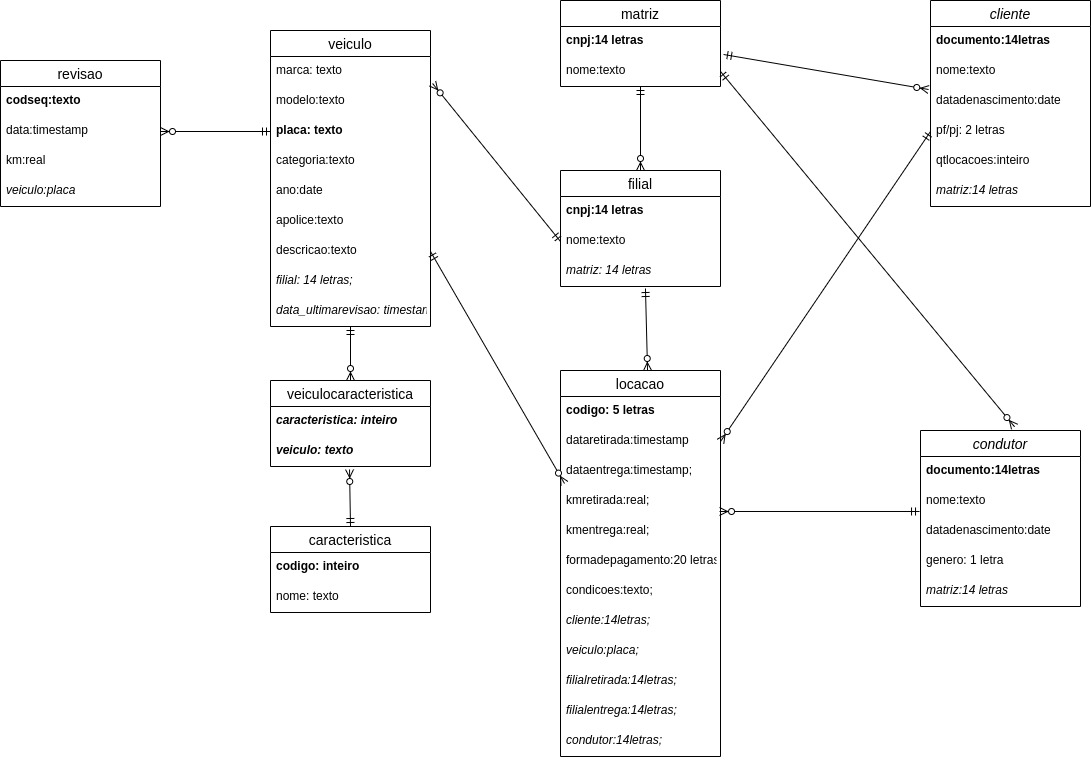 matriz
cnpj:14 letras
nome:texto
cliente
documento:14letras
nome:texto
datadenascimento:date
pf/pj: 2 letras
qtlocacoes:inteiro
matriz:14 letras
veiculo
marca: texto
modelo:texto
placa: texto
categoria:texto
ano:date
apolice:texto
descricao:texto
filial: 14 letras;
data_ultimarevisao: timestan
revisao
codseq:texto
data:timestamp
km:real
veiculo:placa
filial
cnpj:14 letras
nome:texto
matriz: 14 letras
veiculocaracteristica
caracteristica: inteiro
veiculo: texto
caracteristica
codigo: inteiro
nome: texto
locacao
codigo: 5 letras
dataretirada:timestamp
dataentrega:timestamp;
kmretirada:real;
kmentrega:real;
formadepagamento:20 letras
condicoes:texto;
cliente:14letras;
veiculo:placa;
filialretirada:14letras;
filialentrega:14letras;
condutor:14letras;
condutor
documento:14letras
nome:texto
datadenascimento:date
genero: 1 letra
matriz:14 letras